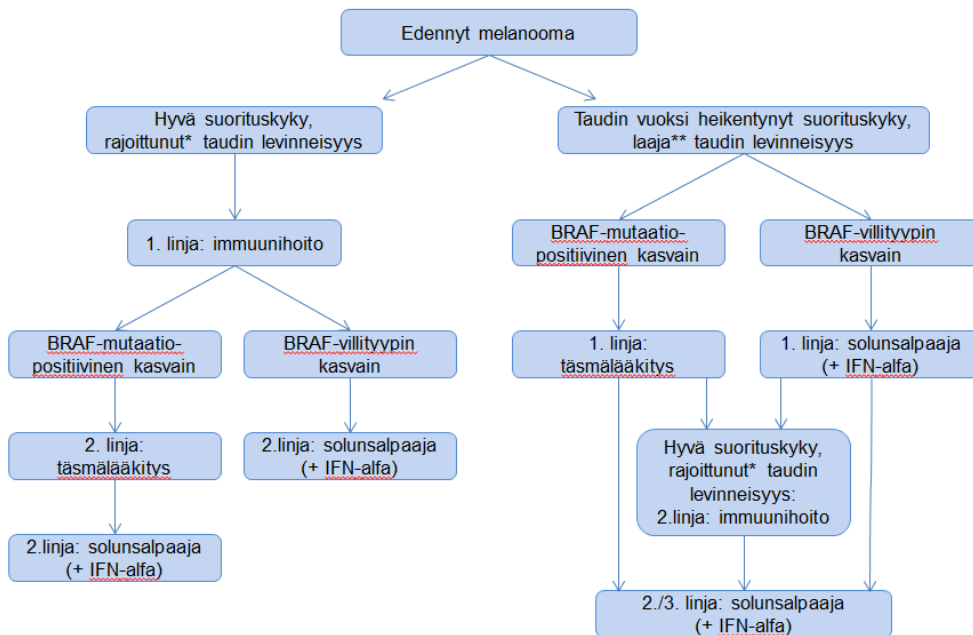 Edennyt melanooma
Hyvä suorituskyky,
rajoittunut* taudin levinneisyys
Taudin vuoksi heikentynyt suorituskyky,
laaja** taudin levinneisyys
1. linja: immuunihoito
BRAF-mutaatio-
positiivinen kasvain
BRAF-villityypin
kasvain
BRAF-mutaatio-
positiivinen kasvain
BRAF-villityypin
kasvain
1. linja:
täsmälääkitys
1. linja: solunsalpaaja
(+ IFN-alfa)
2. linja:
täsmälääkitys
2.linja: solunsalpaaja
(+ IFN-alfa)
Hyvä suorituskyky,
rajoittunut* taudin
levinneisyys:
2.linja: immuunihoito
2.linja: solunsalpaaja
(+ IFN-alfa)
2./3. linja: solunsalpaaja
(+ IFN-alfa)